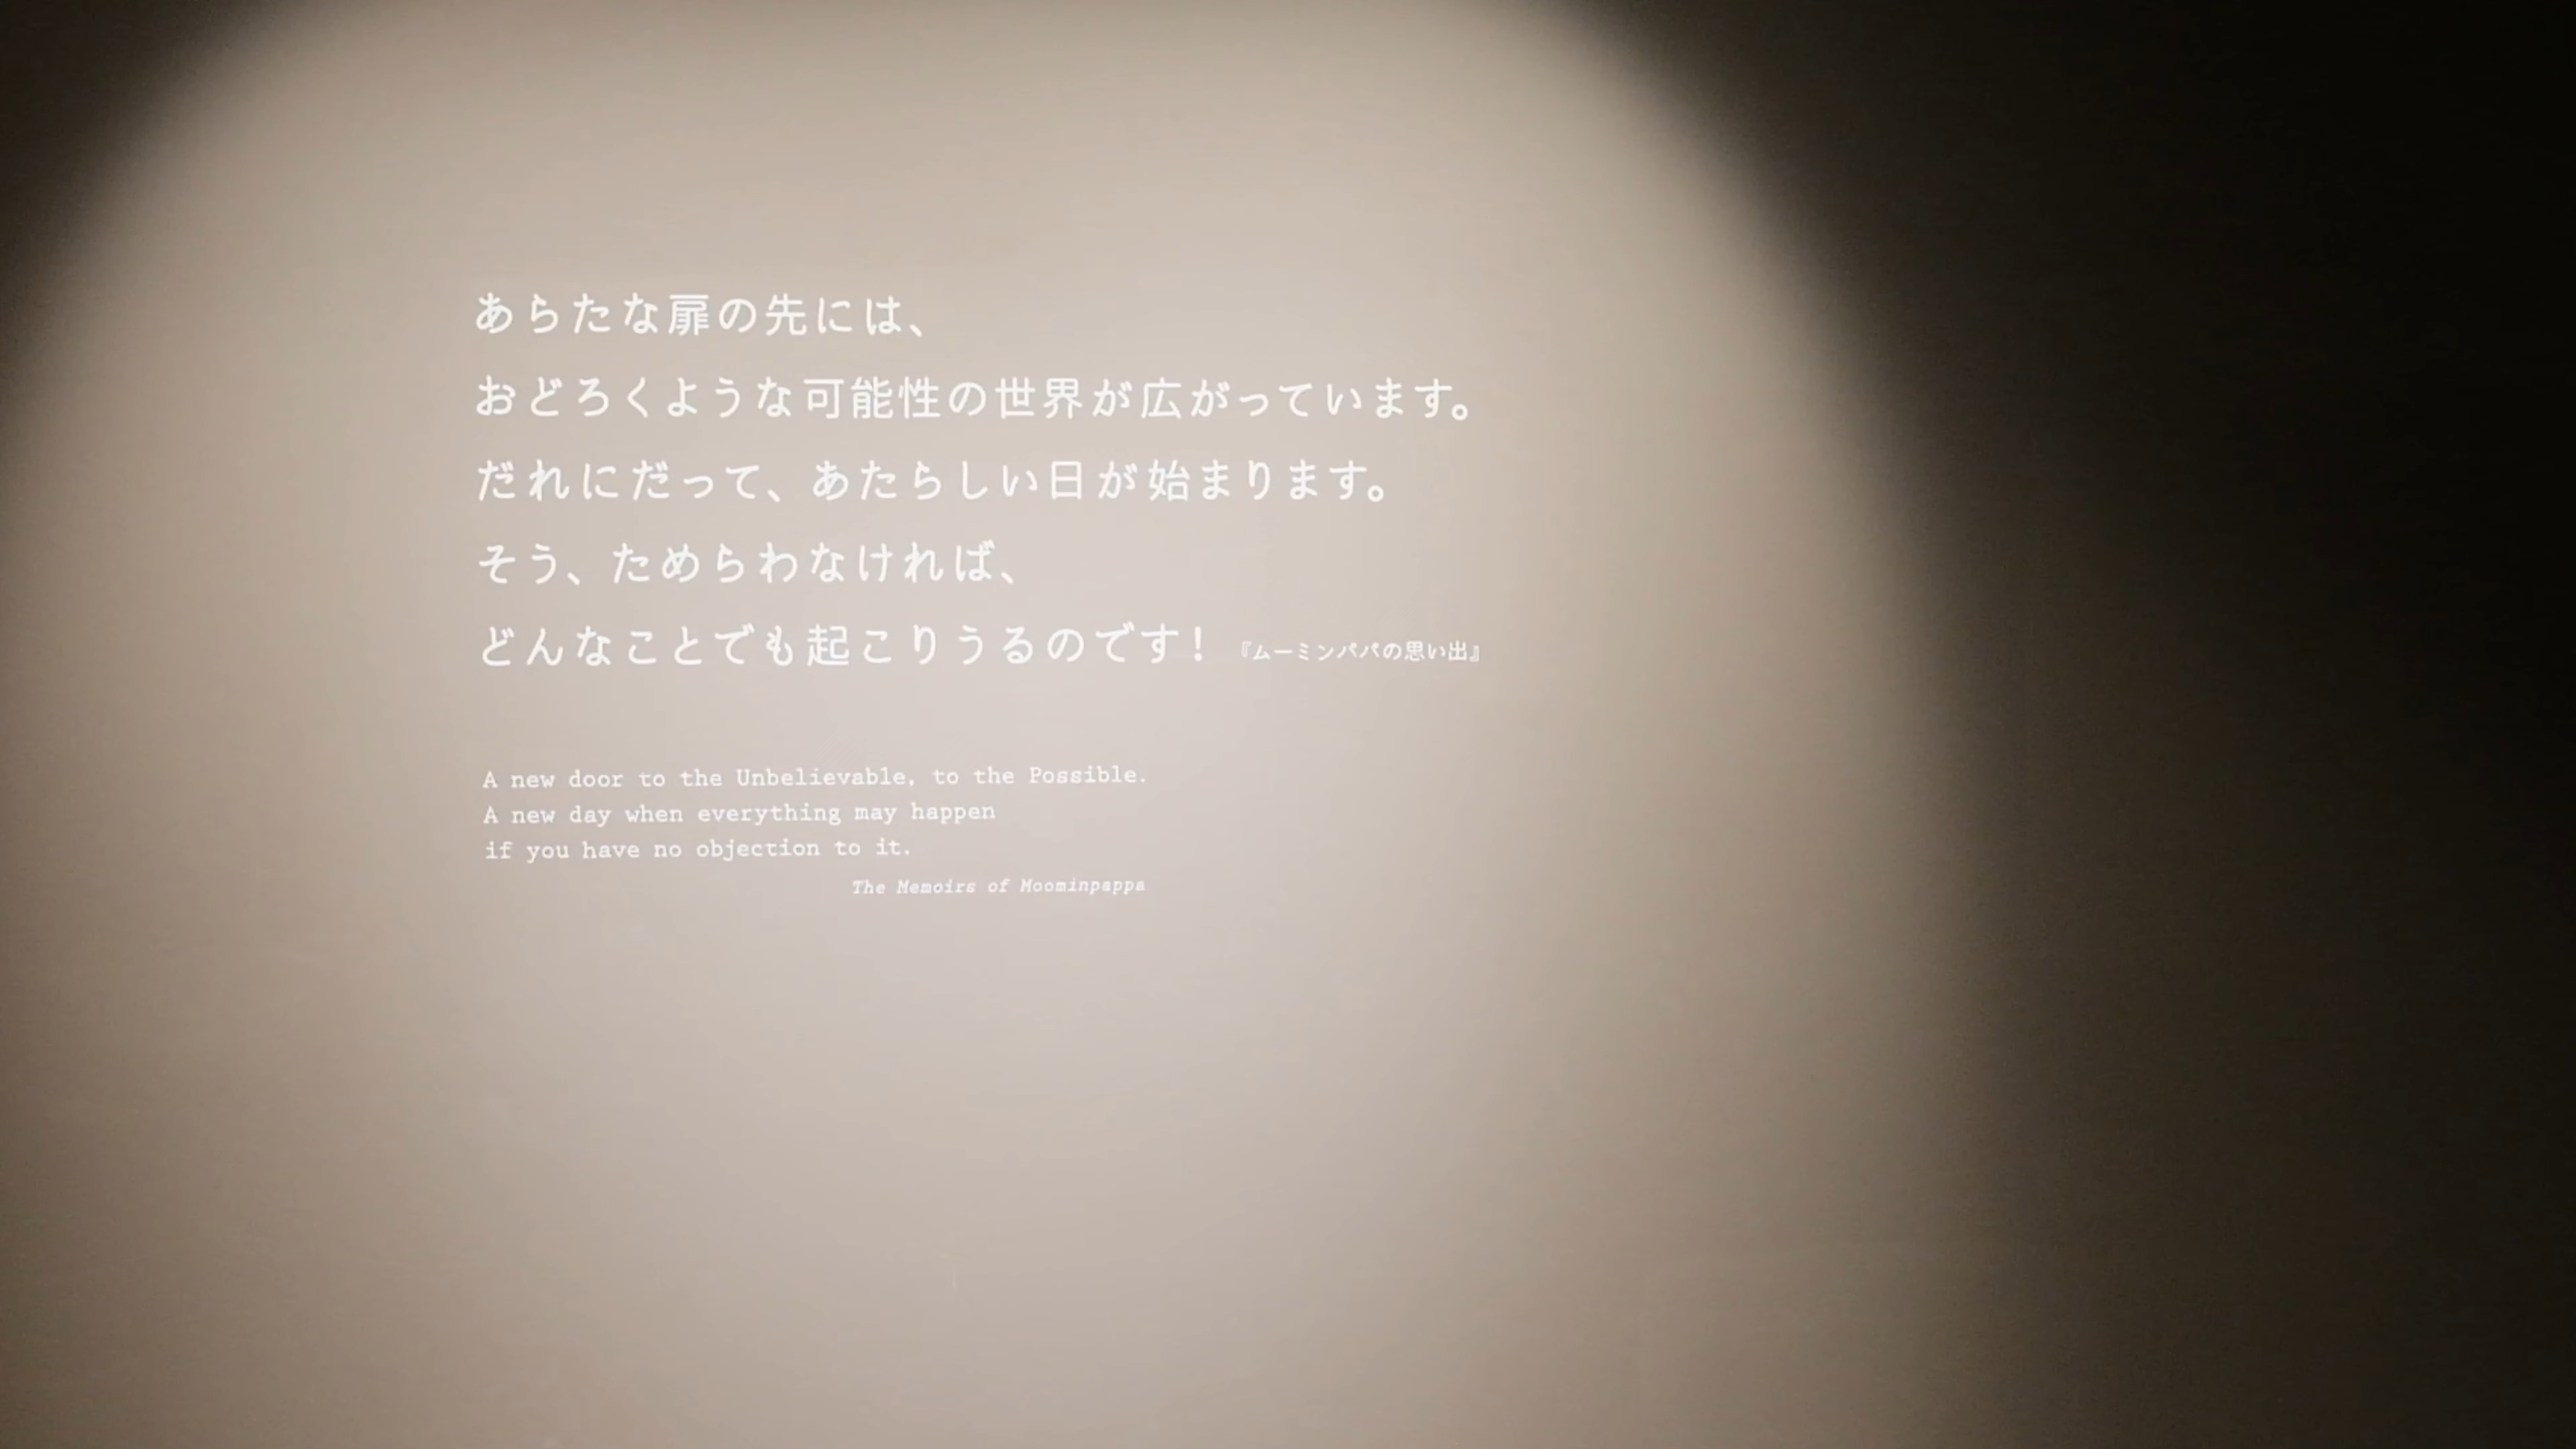 あらたな扉の先には、
おどろくような可能性の世界が広がっています。
だれにだって、あたらしい日が始まります。
そう、ためらわなければ、
どんなことでも起こりうるのです！ 『ムーミンパパの思い出』
A new door to the Unbelievable, to the Possible.
A new day when everything may happen
if you have no objection to it.
The Memoirs of Moominpappa